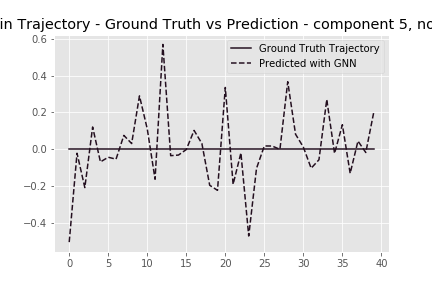 in Trajectory - Ground Truth vs Prediction - component 5, no
Ground Truth Trajectory
Predicted with GNN
0.6
0.4
0.2
0.0
−0.2
−0.4
0 5 10 15 20 25 30 35 40